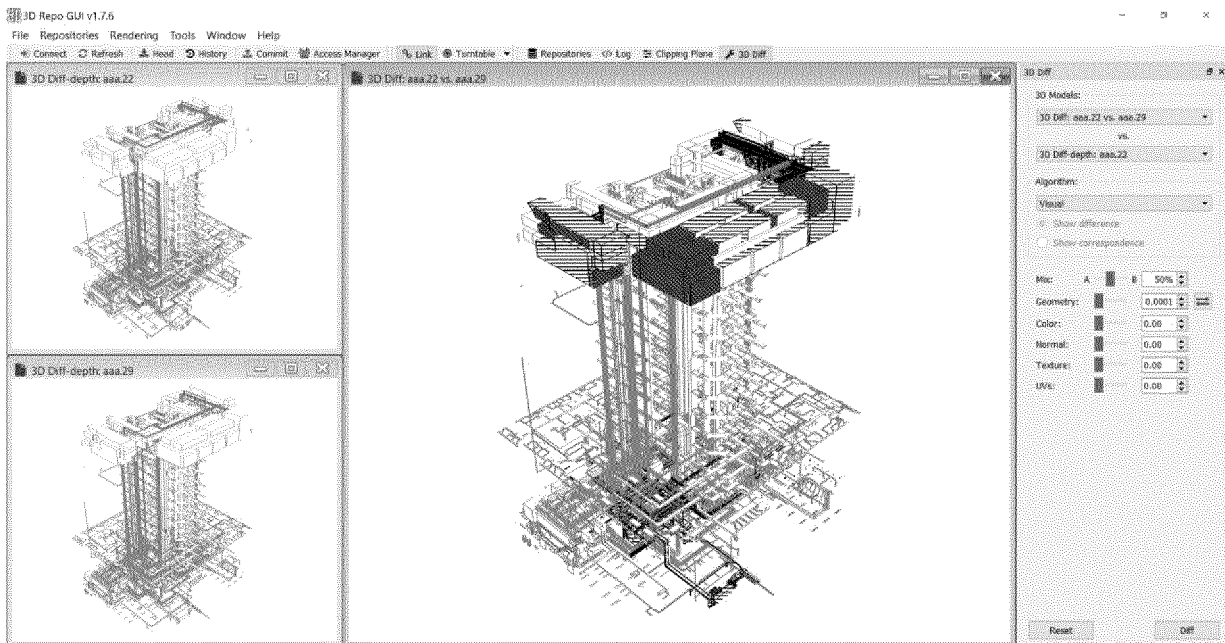 3D Repo GUI v1.7.6
File Repositories Rendering Tools Window Help
Connect Refresh Head History Commit Access Manager Link Turntable Repositories </> Log Clipping Plane 3D Diff
3D Diff-depth: aaa.22
3D Diff: aaa.22 vs. aaa.29
3D Diff-depth: aaa.29
3D Diff
3D Models:
3D Diff: aaa.22 vs. aaa.29
vs.
3D Diff-depth: aaa.22
Algorithm:
Visual
Show difference
Show correspondence
Mix: A B 50%
Geometry: 0.0001
Color: 0.00
Normal: 0.00
Texture: 0.00
UVs: 0.00
Reset Diff